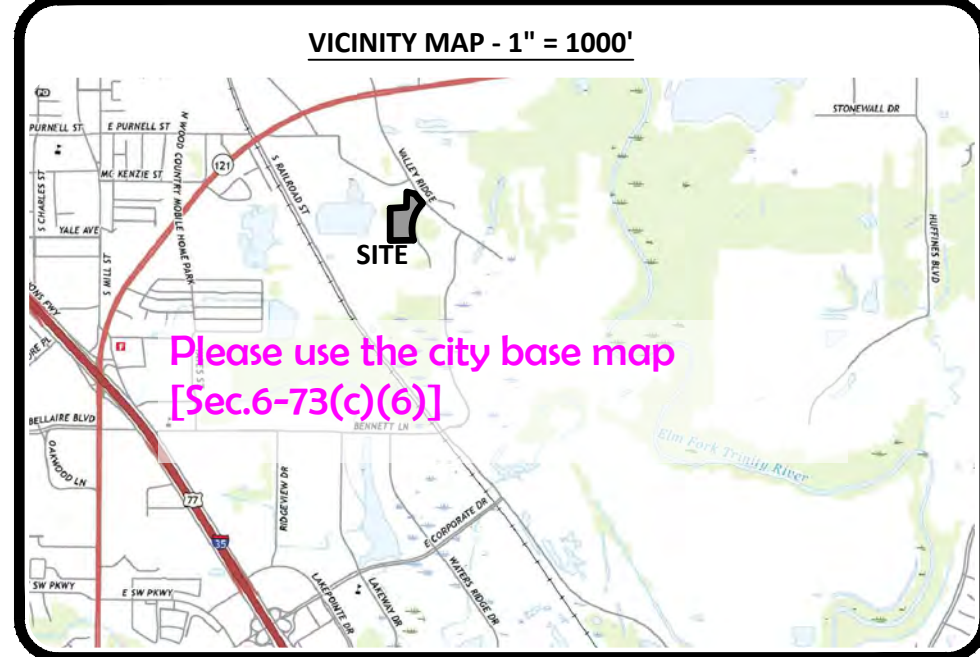 VICINITY MAP - 1" = 1000'
PURNELL ST
E PURNELL ST
MC KENZIE ST
S CHARLES ST
YALE AVE
S MILL ST
N WOOD COUNTRY MOBILE HOME PARK
121
S RAILROAD ST
VALLEY RIDGE
SITE
STONEWALL DR
HUFFINES BLVD
Please use the city base map
[Sec.6-73(c)(6)]
BELLAIRE BLVD
BENNETT LN
OAKWOOD LN
Elm Fork Trinity River
77
35
RIDGEVIEW DR
E CORPORATE DR
SW PKWY
E SW PKWY
LAKEPOINTE DR
LAKEWAY DR
WATERS RIDGE DR